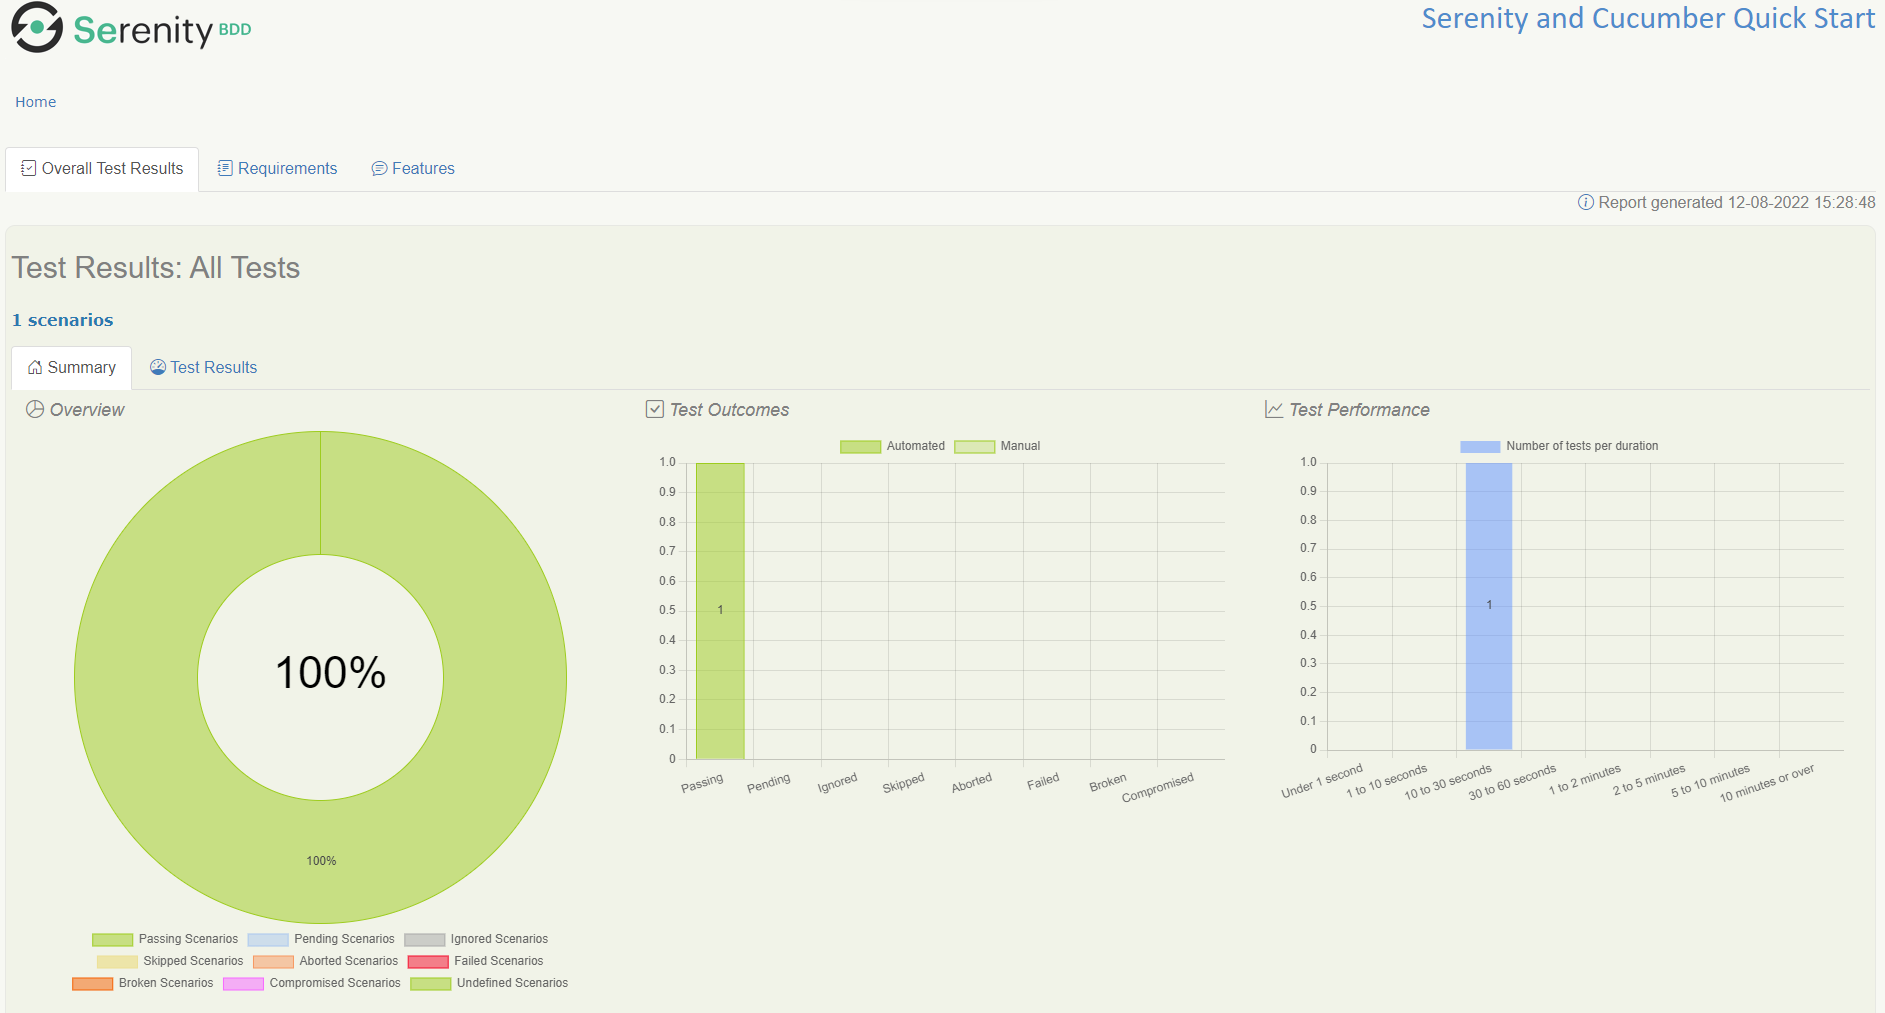 Serenity BDD
Serenity and Cucumber Quick Start
Home
Overall Test Results
Requirements
Features
Report generated 12-08-2022 15:28:48
Test Results: All Tests
1 scenarios
Summary
Test Results
Overview
100%
100%
Passing Scenarios
Pending Scenarios
Ignored Scenarios
Skipped Scenarios
Aborted Scenarios
Failed Scenarios
Broken Scenarios
Compromised Scenarios
Undefined Scenarios
Test Outcomes
Automated
Manual
1.0
0.9
0.8
0.7
0.6
0.5
0.4
0.3
0.2
0.1
0
1
Passing
Pending
Ignored
Skipped
Aborted
Failed
Broken
Compromised
Test Performance
Number of tests per duration
1.0
0.9
0.8
0.7
0.6
0.5
0.4
0.3
0.2
0.1
0
1
Under 1 second
1 to 10 seconds
10 to 30 seconds
30 to 60 seconds
1 to 2 minutes
2 to 5 minutes
5 to 10 minutes
10 minutes or over